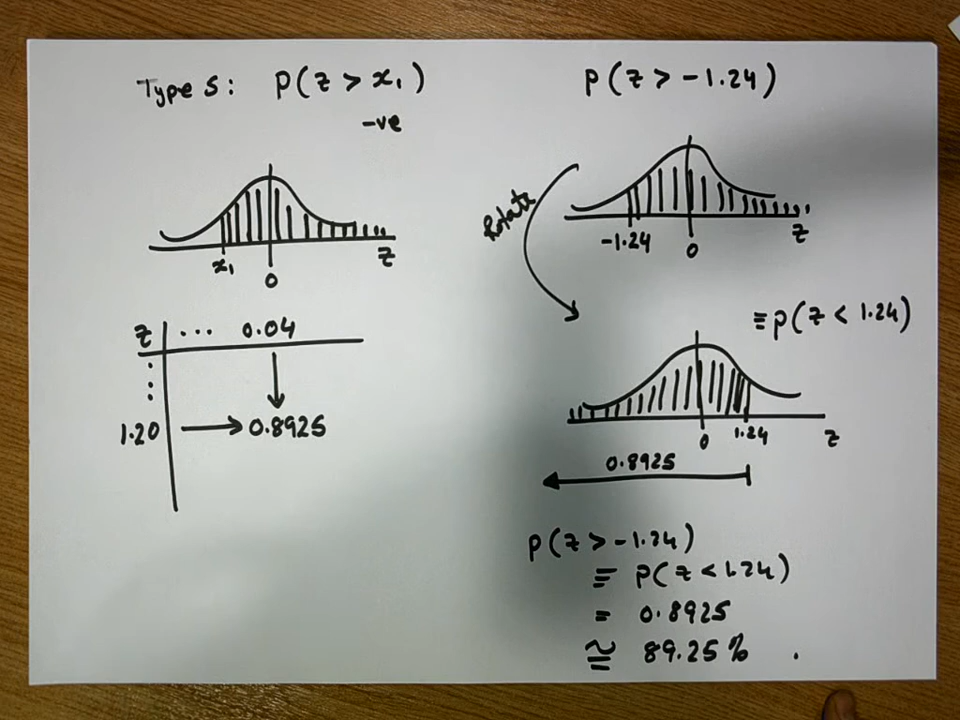 Type 5: P(z > x₁)
-ve
x₁ 0 z
z ... 0.04
1.20 → 0.8925
P(z > -1.24)
Rotate
-1.24 0 z
≡ P(z < 1.24)
0 1.24 z
0.8925
P(z > -1.24)
≡ P(z < 1.24)
= 0.8925
≅ 89.25%